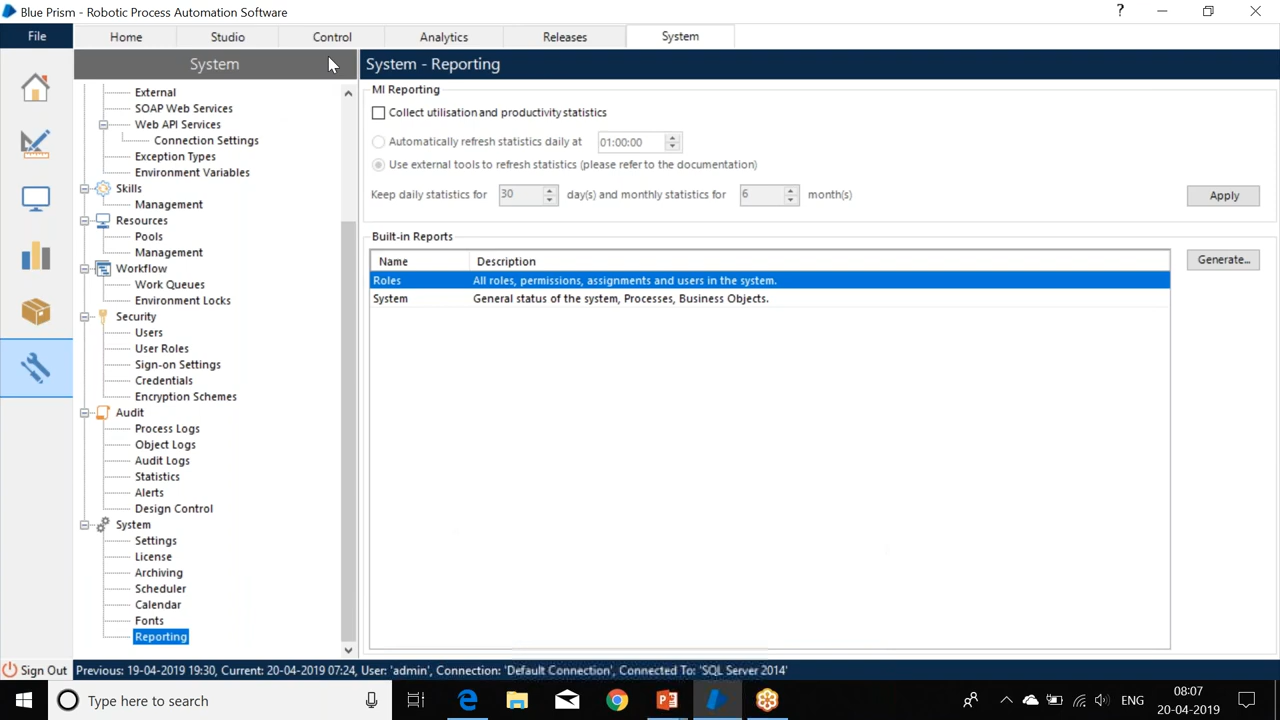 Blue Prism - Robotic Process Automation Software
?
File
Home
Studio
Control
Analytics
Releases
System
System
System - Reporting
External
SOAP Web Services
Web API Services
Connection Settings
Exception Types
Environment Variables
Skills
Management
Resources
Pools
Management
Workflow
Work Queues
Environment Locks
Security
Users
User Roles
Sign-on Settings
Credentials
Encryption Schemes
Audit
Process Logs
Object Logs
Audit Logs
Statistics
Alerts
Design Control
System
Settings
License
Archiving
Scheduler
Calendar
Fonts
Reporting
MI Reporting
Collect utilisation and productivity statistics
Automatically refresh statistics daily at 01:00:00
Use external tools to refresh statistics (please refer to the documentation)
Keep daily statistics for 30 day(s) and monthly statistics for 6 month(s)
Apply
Built-in Reports
Name Description
Generate...
Roles All roles, permissions, assignments and users in the system.
System General status of the system, Processes, Business Objects.
Sign Out
Previous: 19-04-2019 19:30, Current: 20-04-2019 07:24, User: 'admin', Connection: 'Default Connection', Connected To: 'SQL Server 2014'
Type here to search
ENG
08:07
20-04-2019